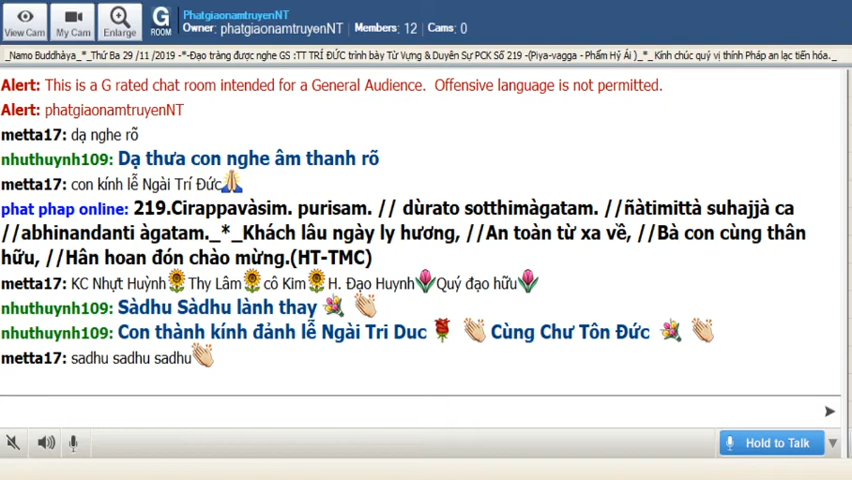 View Cam
My Cam
Enlarge
G
ROOM
PhatgiaonamtruyenNT
Owner: phatgiaonamtruyenNT | Members: 12 | Cams: 0
_Namo Buddhàya_*_Thứ Ba 29 /11 /2019 -*-Đạo tràng được nghe GS :TT TRÍ ĐỨC trình bày Từ Vựng & Duyên Sự PCK Số 219 -(Piya-vagga - Phẩm Hỷ Ái )_*_ Kính chúc quý vị thính Pháp an lạc tiến hóa._
Alert: This is a G rated chat room intended for a General Audience. Offensive language is not permitted.
Alert: phatgiaonamtruyenNT
metta17: dạ nghe rõ
nhuthuynh109: Dạ thưa con nghe âm thanh rõ
metta17: con kính lễ Ngài Trí Đức
phat phap online: 219.Cirappavàsim. purisam. // dùrato sotthimàgatam. //ñàtimittà suhajjà ca
//abhinandanti àgatam._*_Khách lâu ngày ly hương, //An toàn từ xa về, //Bà con cùng thân
hữu, //Hân hoan đón chào mừng.(HT-TMC)
metta17: KC Nhựt Huỳnh Thy Lâm cô Kim H. Đạo Huynh Quý đạo hữu
nhuthuynh109: Sàdhu Sàdhu lành thay
nhuthuynh109: Con thành kính đảnh lễ Ngài Tri Duc Cùng Chư Tôn Đức
metta17: sadhu sadhu sadhu
Hold to Talk